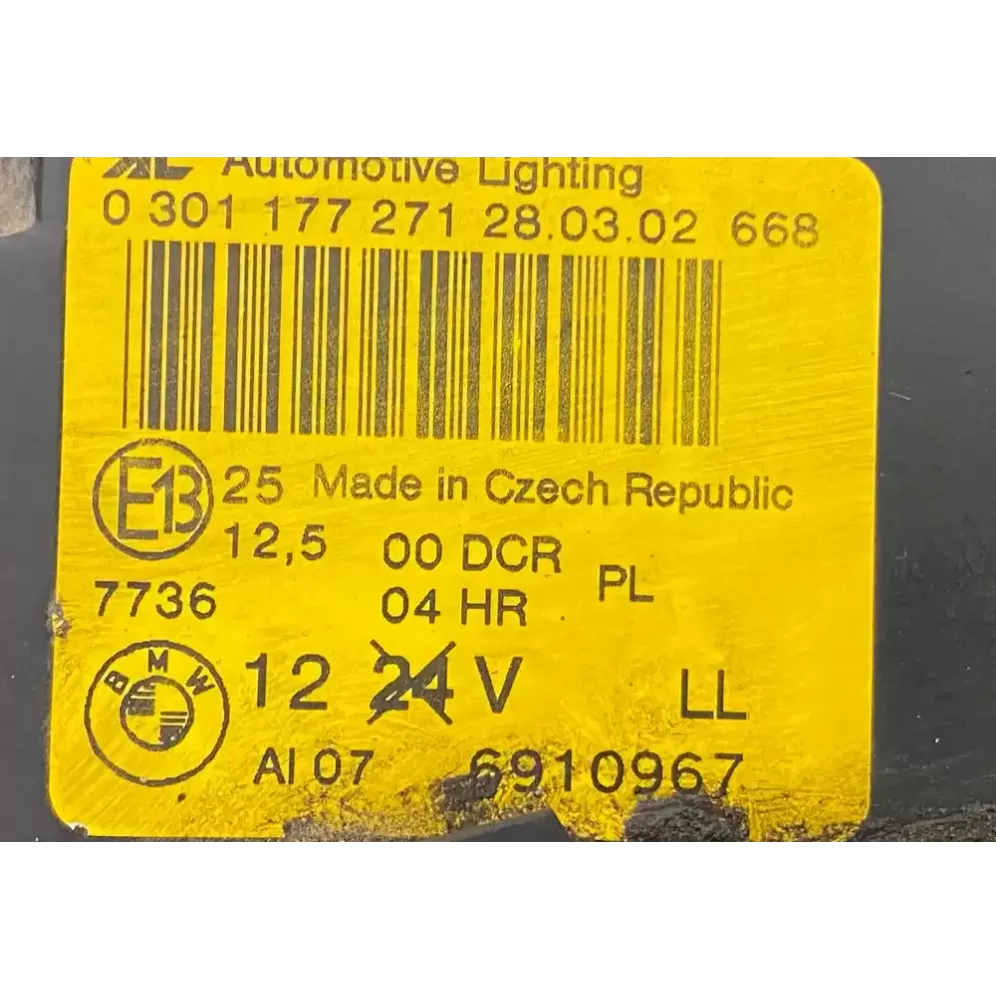 AL Automotive Lighting
0 301 177 271 28.03.02 668
E13 25 Made in Czech Republic
12,5 00 DCR PL
7736 04 HR
BMW 12 24 V LL
AI 07 6910967